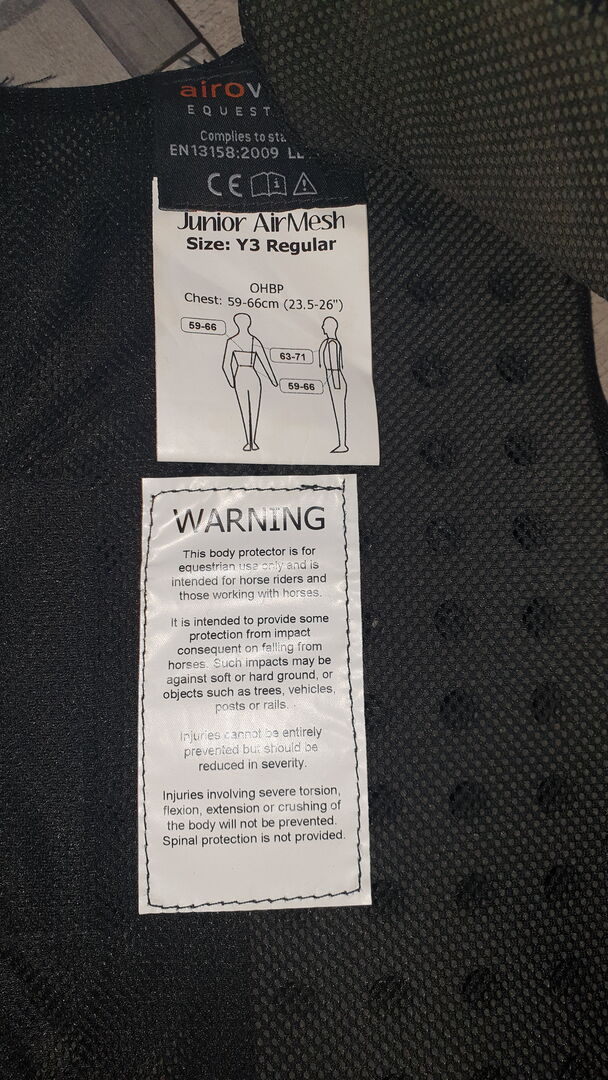 airov
EQUEST
Complies to sta
EN13158:2009
CE
Junior AirMesh
Size: Y3 Regular
OHBP
Chest: 59-66cm (23.5-26")
59-66
63-71
59-66
WARNING
This body protector is for
equestrian use only and is
intended for horse riders and
those working with horses.
It is intended to provide some
protection from impact
consequent on falling from
horses. Such impacts may be
against soft or hard ground, or
objects such as trees, vehicles,
posts or rails.
Injuries cannot be entirely
prevented but should be
reduced in severity.
Injuries involving severe torsion,
flexion, extension or crushing of
the body will not be prevented.
Spinal protection is not provided.